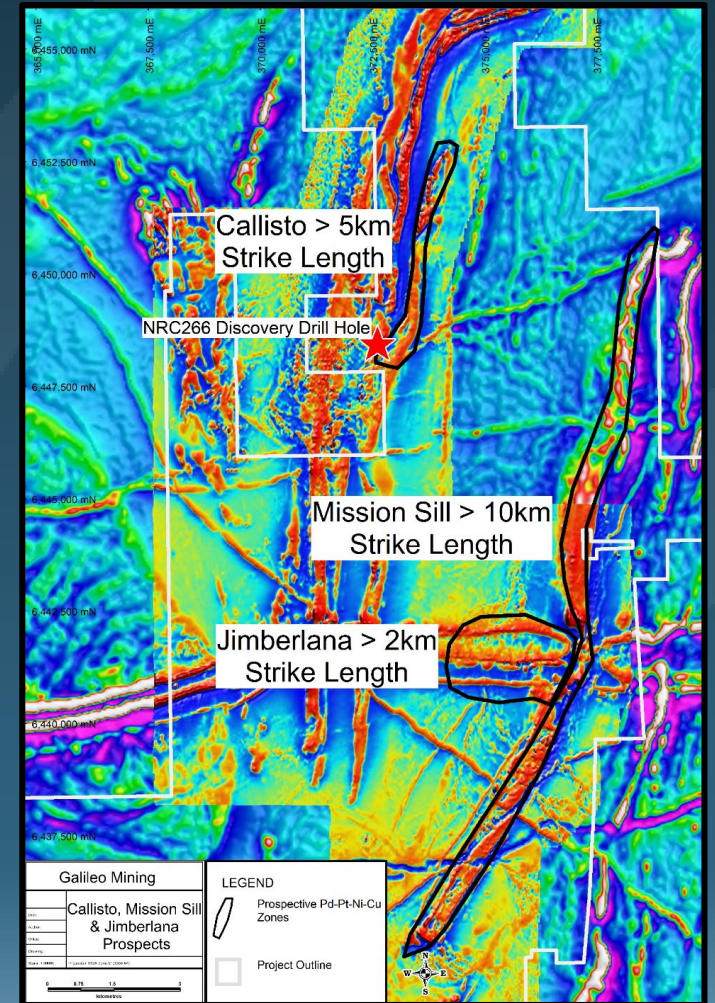 365,000 mE
367,500 mE
370,000 mE
372,500 mE
375,000 mE
377,500 mE
6,455,000 mN
6,452,500 mN
Callisto > 5km
Strike Length
6,450,000 mN
NRC266 Discovery Drill Hole
6,447,500 mN
6,445,000 mN
Mission Sill > 10km
Strike Length
6,442,500 mN
Jimberlana > 2km
Strike Length
6,440,000 mN
6,437,500 mN
Galileo Mining
Callisto, Mission Sill
& Jimberlana
Prospects
0 0.75 1.5 3
kilometres
LEGEND
Prospective Pd-Pt-Ni-Cu
Zones
Project Outline
N
W E
S